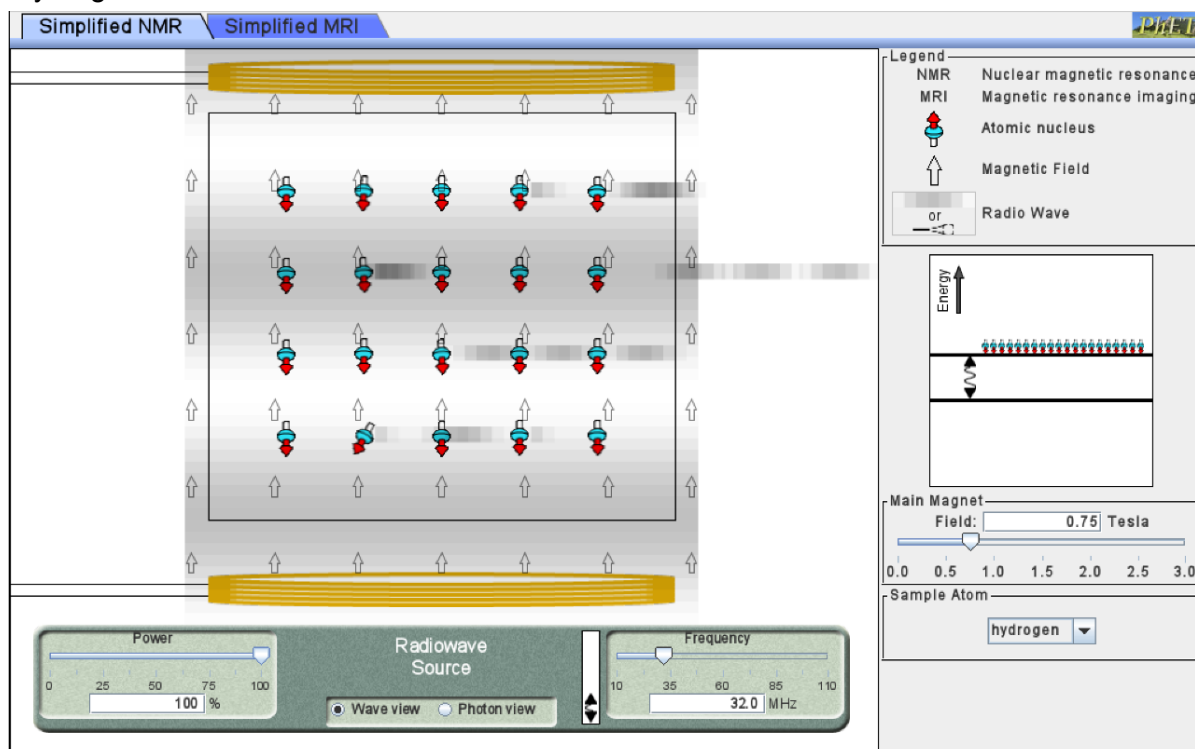 Simplified NMR
Simplified MRI
PhET
Legend
NMR Nuclear magnetic resonance
MRI Magnetic resonance imaging
Atomic nucleus
Magnetic Field
or
Radio Wave
Energy
Main Magnet
Field: 0.75 Tesla
0.0 0.5 1.0 1.5 2.0 2.5 3.0
Sample Atom
hydrogen
Power
0 25 50 75 100
100 %
Radiowave
Source
Wave view Photon view
Frequency
10 35 60 85 110
32.0 MHz